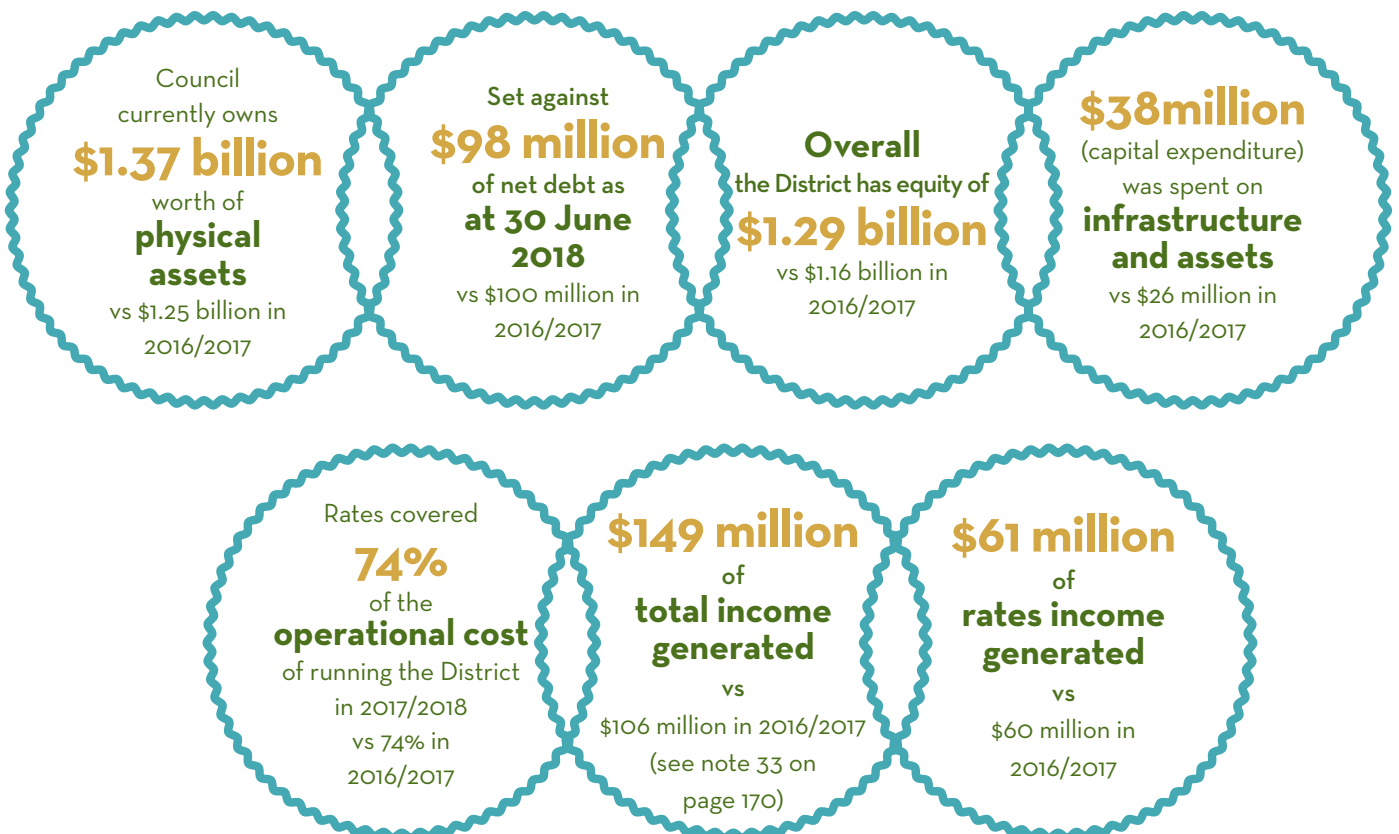 Council
currently owns
$1.37 billion
worth of
physical
assets
vs $1.25 billion in
2016/2017
Set against
$98 million
of net debt as
at 30 June
2018
vs $100 million in
2016/2017
Overall
the District has equity of
$1.29 billion
vs $1.16 billion in
2016/2017
$38million
(capital expenditure)
was spent on
infrastructure
and assets
vs $26 million in
2016/2017
Rates covered
74%
of the
operational cost
of running the District
in 2017/2018
vs 74% in
2016/2017
$149 million
of
total income
generated
vs
$106 million in 2016/2017
(see note 33 on
page 170)
$61 million
of
rates income
generated
vs
$60 million in
2016/2017